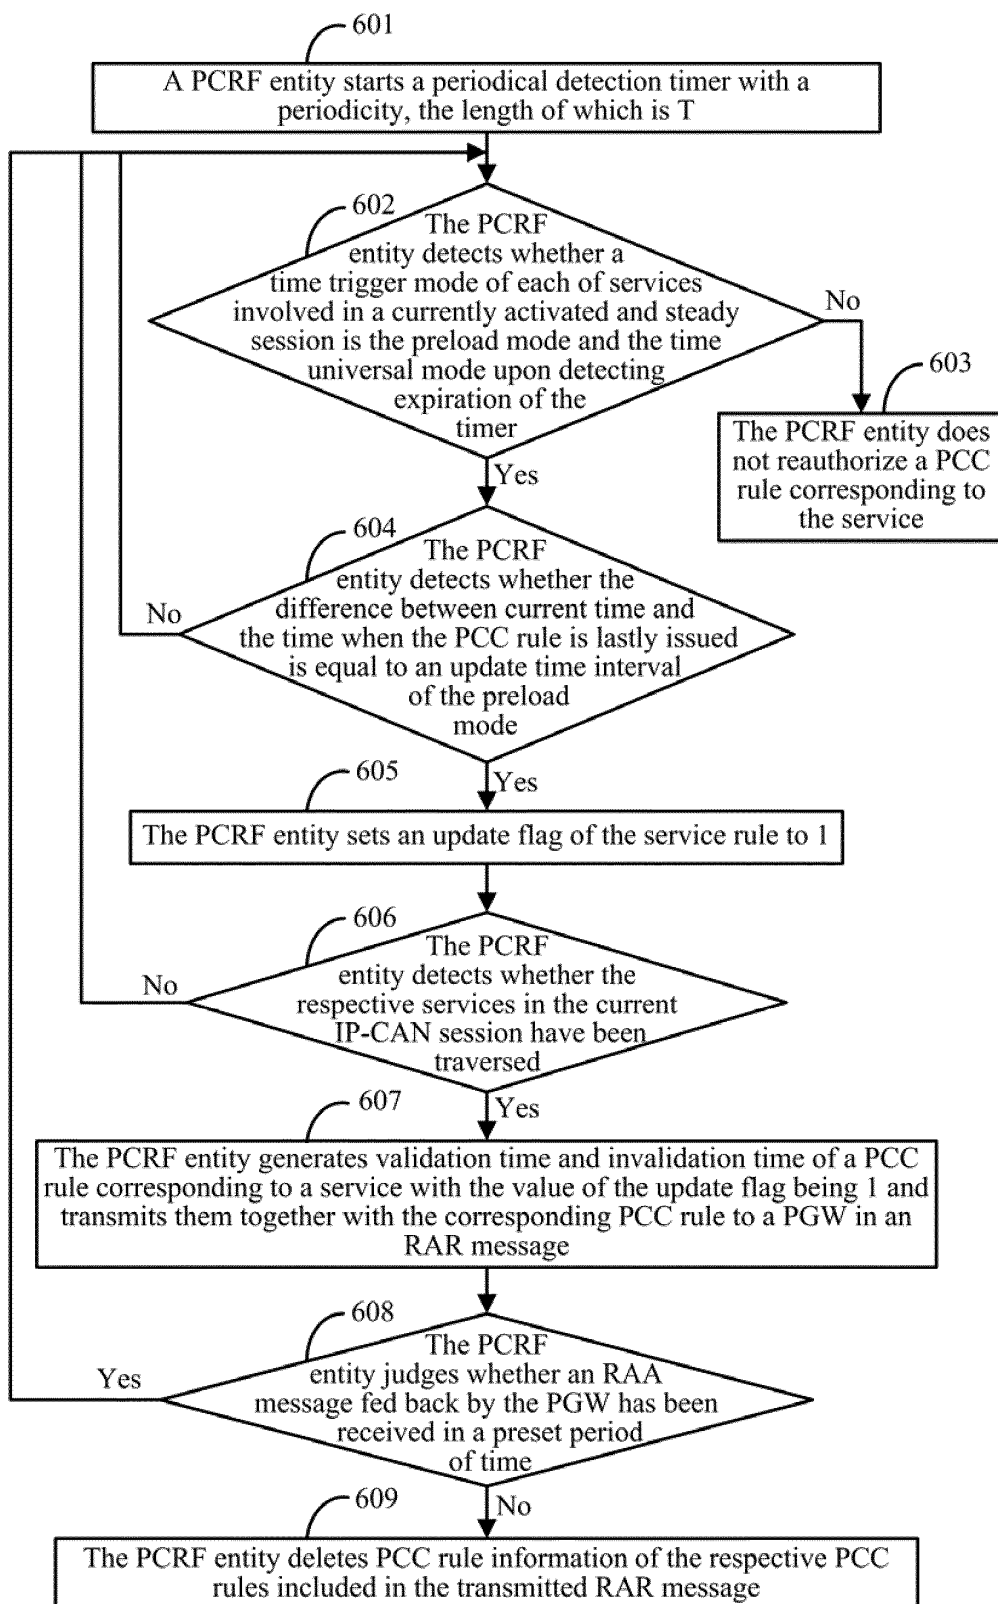 601
A PCRF entity starts a periodical detection timer with a
periodicity, the length of which is T
602
The PCRF
entity detects whether a
time trigger mode of each of services
involved in a currently activated and steady
session is the preload mode and the time
universal mode upon detecting
expiration of the
timer
No
603
The PCRF entity does
not reauthorize a PCC
rule corresponding to
the service
Yes
604
The PCRF
entity detects whether the
difference between current time and
the time when the PCC rule is lastly issued
is equal to an update time interval
of the preload
mode
No
Yes
605
The PCRF entity sets an update flag of the service rule to 1
606
The PCRF
entity detects whether the
respective services in the current
IP-CAN session have been
traversed
No
Yes
607
The PCRF entity generates validation time and invalidation time of a PCC
rule corresponding to a service with the value of the update flag being 1 and
transmits them together with the corresponding PCC rule to a PGW in an
RAR message
608
The PCRF
entity judges whether an RAA
message fed back by the PGW has been
received in a preset period
of time
Yes
No
609
The PCRF entity deletes PCC rule information of the respective PCC
rules included in the transmitted RAR message